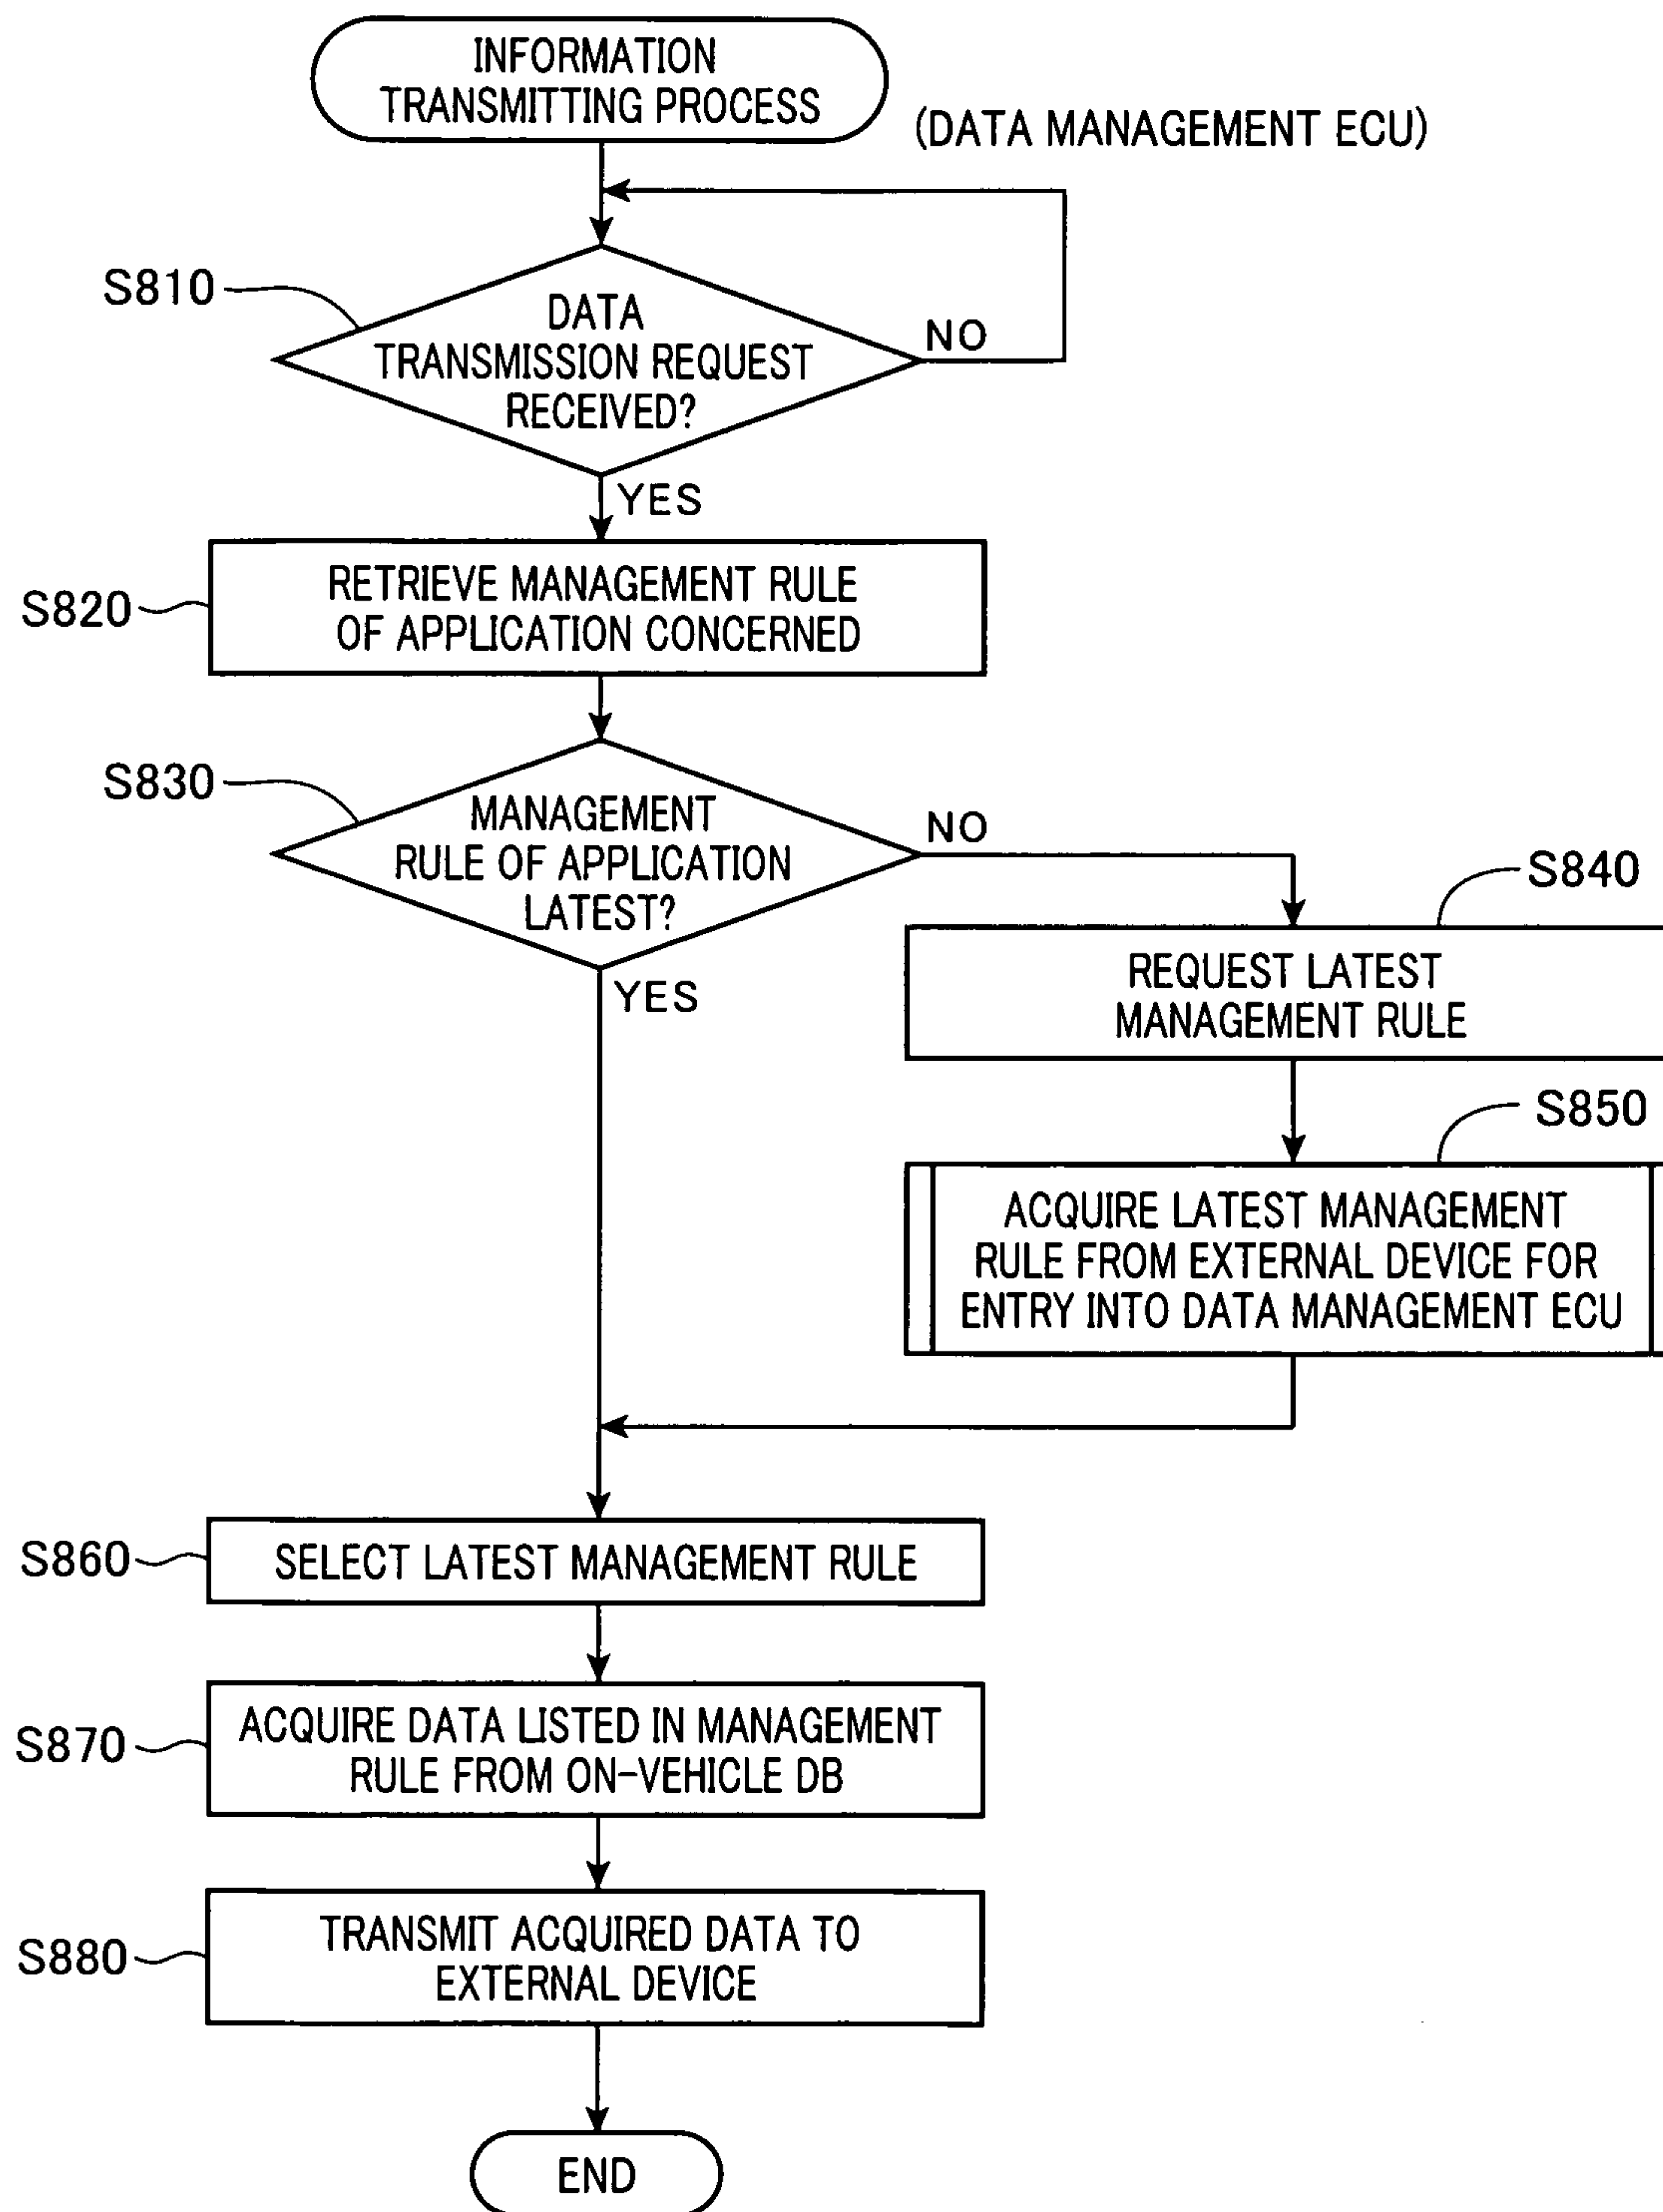 INFORMATION
TRANSMITTING PROCESS
(DATA MANAGEMENT ECU)
S810
DATA
TRANSMISSION REQUEST
RECEIVED?
NO
YES
S820
RETRIEVE MANAGEMENT RULE
OF APPLICATION CONCERNED
S830
MANAGEMENT
RULE OF APPLICATION
LATEST?
NO
YES
S840
REQUEST LATEST
MANAGEMENT RULE
S850
ACQUIRE LATEST MANAGEMENT
RULE FROM EXTERNAL DEVICE FOR
ENTRY INTO DATA MANAGEMENT ECU
S860
SELECT LATEST MANAGEMENT RULE
S870
ACQUIRE DATA LISTED IN MANAGEMENT
RULE FROM ON-VEHICLE DB
S880
TRANSMIT ACQUIRED DATA TO
EXTERNAL DEVICE
END